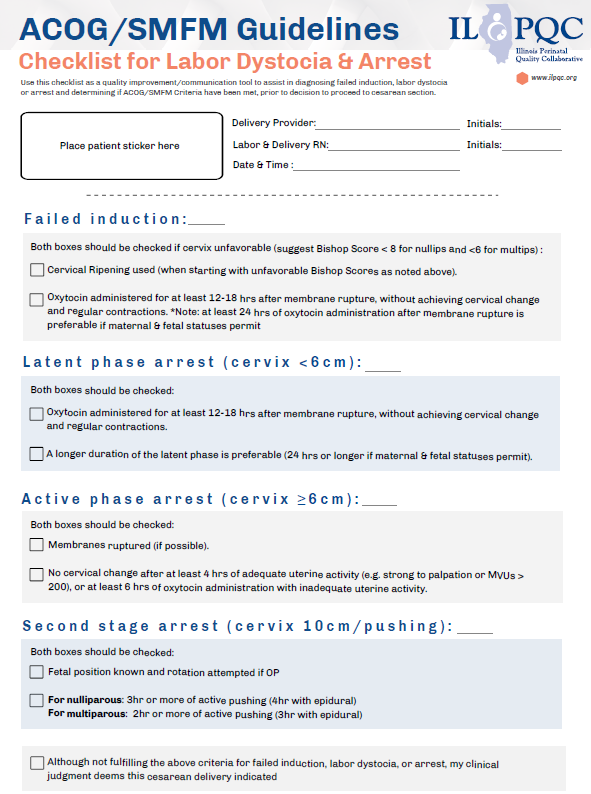 ACOG/SMFM Guidelines
Checklist for Labor Dystocia & Arrest
Use this checklist as a quality improvement/communication tool to assist in diagnosing failed induction, labor dystocia
or arrest and determining if ACOG/SMFM Criteria have been met, prior to decision to proceed to cesarean section.
IL PQC
Illinois Perinatal
Quality Collaborative
www.ilpqc.org
Place patient sticker here
Delivery Provider:____ Initials:____
Labor & Delivery RN:____ Initials:____
Date & Time :____
Failed induction:____
Both boxes should be checked if cervix unfavorable (suggest Bishop Score < 8 for nullips and <6 for multips) :
Cervical Ripening used (when starting with unfavorable Bishop Scores as noted above).
Oxytocin administered for at least 12-18 hrs after membrane rupture, without achieving cervical change
and regular contractions. *Note: at least 24 hrs of oxytocin administration after membrane rupture is
preferable if maternal & fetal statuses permit
Latent phase arrest (cervix <6cm):____
Both boxes should be checked:
Oxytocin administered for at least 12-18 hrs after membrane rupture, without achieving cervical change
and regular contractions.
A longer duration of the latent phase is preferable (24 hrs or longer if maternal & fetal statuses permit).
Active phase arrest (cervix ≥6cm):____
Both boxes should be checked:
Membranes ruptured (if possible).
No cervical change after at least 4 hrs of adequate uterine activity (e.g. strong to palpation or MVUs >
200), or at least 6 hrs of oxytocin administration with inadequate uterine activity.
Second stage arrest (cervix 10cm/pushing):____
Both boxes should be checked:
Fetal position known and rotation attempted if OP
For nulliparous: 3hr or more of active pushing (4hr with epidural)
For multiparous: 2hr or more of active pushing (3hr with epidural)
Although not fulfilling the above criteria for failed induction, labor dystocia, or arrest, my clinical
judgment deems this cesarean delivery indicated